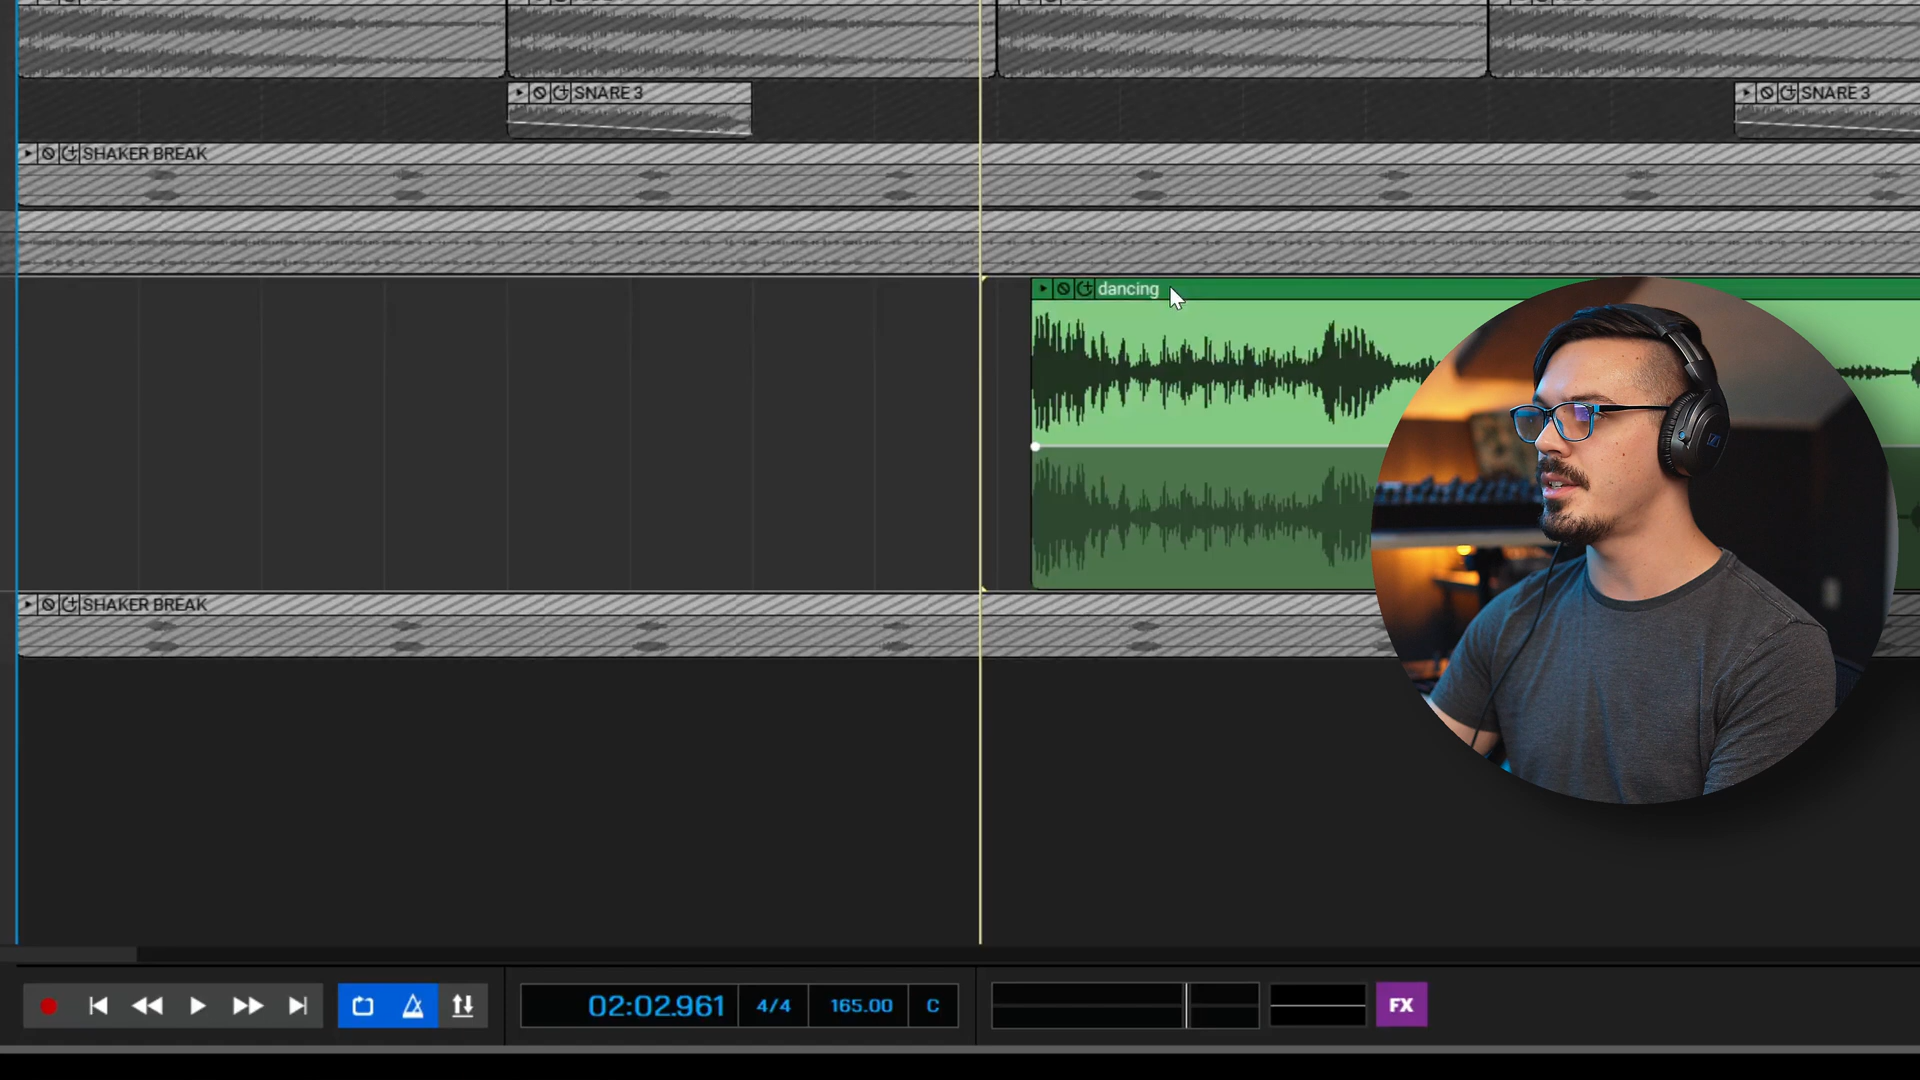 SNARE 3
SNARE 3
SHAKER BREAK
dancing
SHAKER BREAK
02:02.961
4/4
165.00
C
FX